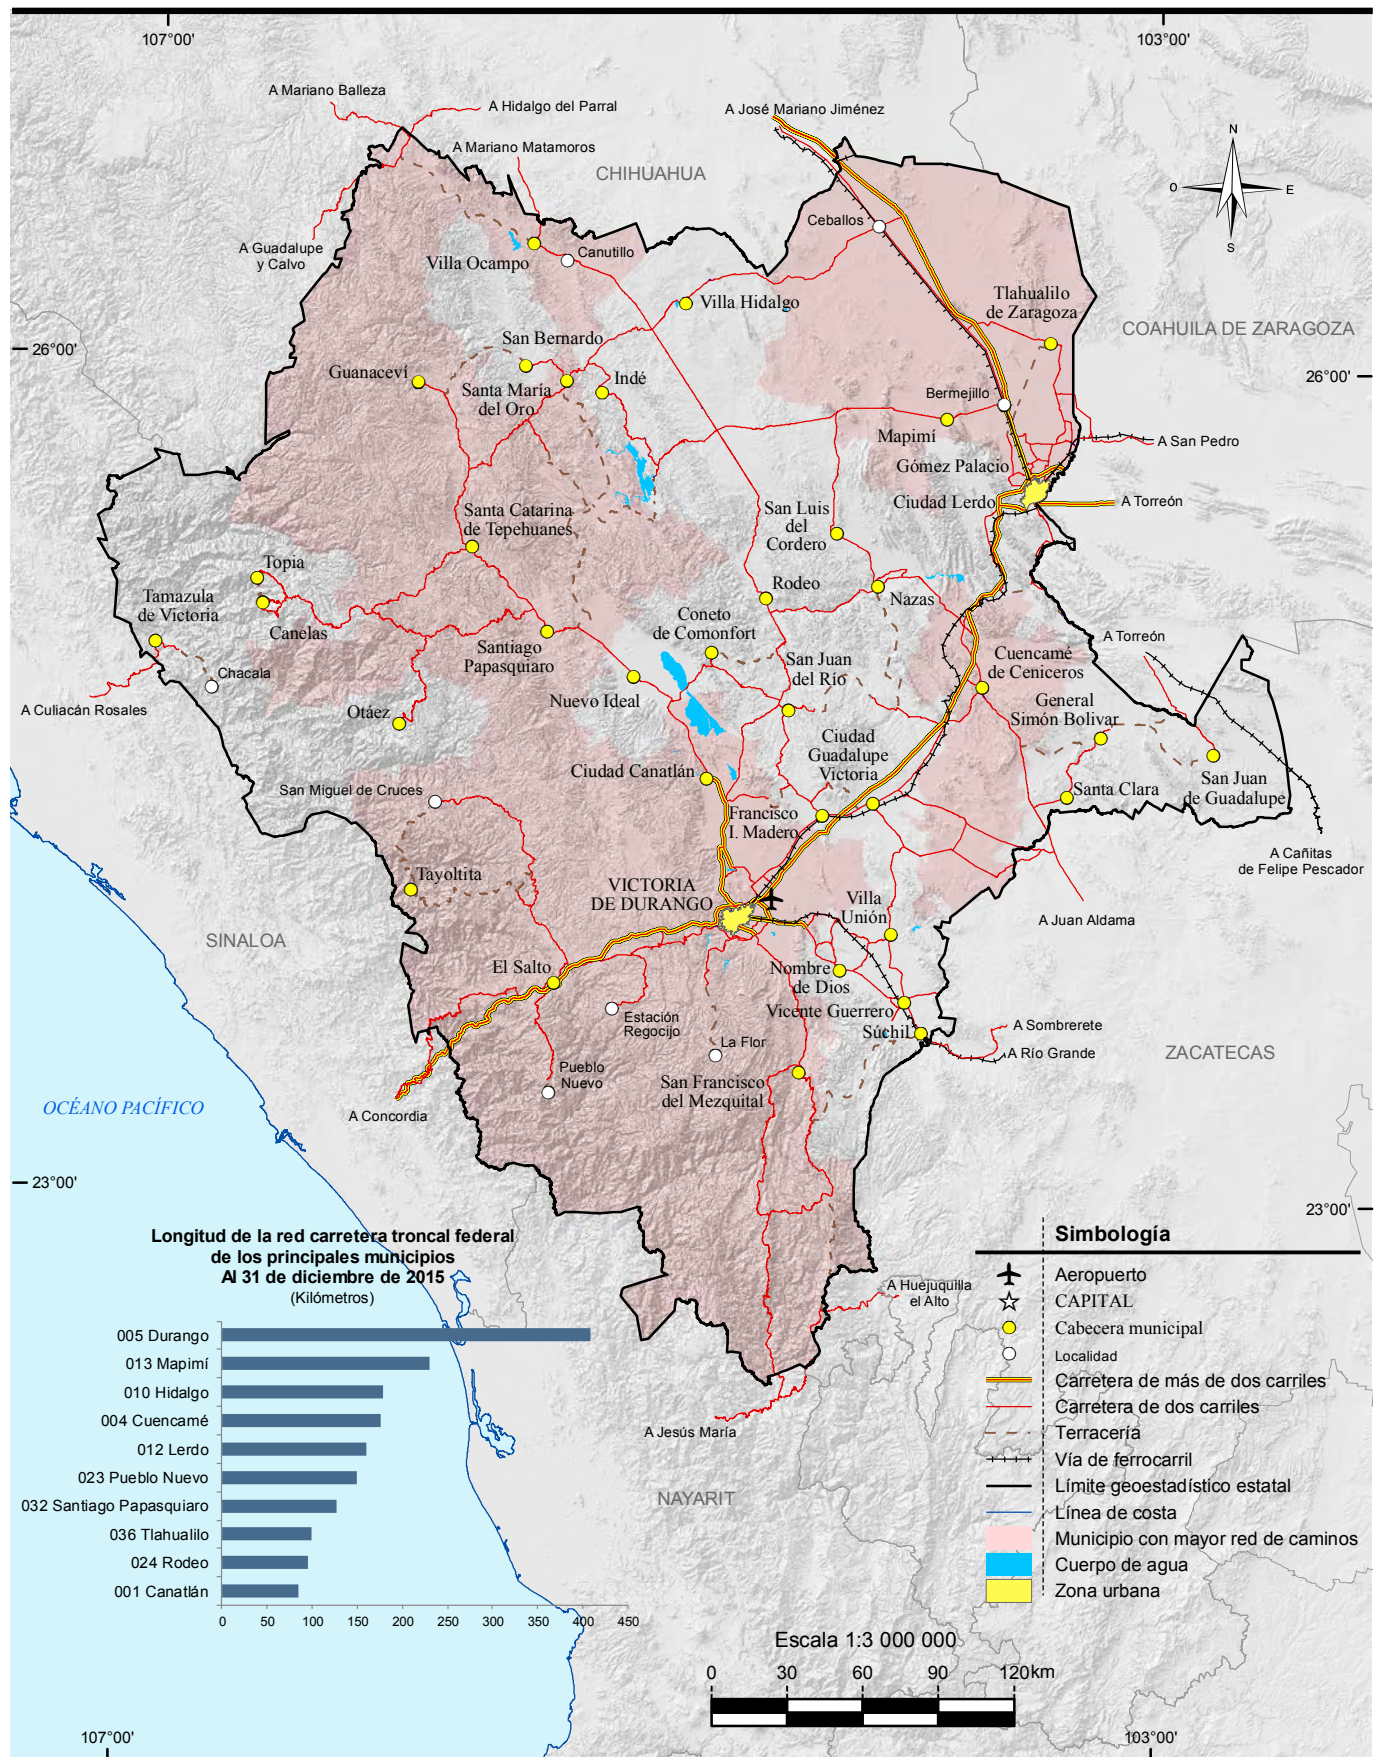 107°00'
103°00'
A Mariano Balleza
A Hidalgo del Parral
A José Mariano Jiménez
A Mariano Matamoros
CHIHUAHUA
N
O
E
S
Ceballos
A Guadalupe
y Calvo
Villa Ocampo
Canutillo
Villa Hidalgo
Tlahualilo
de Zaragoza
COAHUILA DE ZARAGOZA
26°00'
26°00'
San Bernardo
Guanaceví
Santa María
del Oro
Indé
Bermejillo
Mapimí
A San Pedro
Gómez Palacio
Ciudad Lerdo
A Torreón
Santa Catarina
de Tepehuanes
San Luis
del
Cordero
Topia
Tamazula
de Victoria
Canelas
Rodeo
Nazas
Coneto
de Comonfort
Santiago
Papasquiaro
A Torreón
Chacala
San Juan
del Río
Cuencamé
de Ceniceros
Nuevo Ideal
A Culiacán Rosales
Otáez
General
Simón Bolivar
Ciudad
Guadalupe
Victoria
Ciudad Canatlán
San Miguel de Cruces
Santa Clara
San Juan
de Guadalupe
Francisco
I. Madero
A Cañitas
de Felipe Pescador
Tayoltita
VICTORIA
DE DURANGO
Villa
Unión
A Juan Aldama
SINALOA
El Salto
Nombre
de Dios
Vicente Guerrero
Estación
Regocijo
Súchil
A Sombrerete
La Flor
A Río Grande
ZACATECAS
Pueblo
Nuevo
San Francisco
del Mezquital
OCÉANO PACÍFICO
A Concordia
23°00'
23°00'
Longitud de la red carretera troncal federal
de los principales municipios
Al 31 de diciembre de 2015
(Kilómetros)
005 Durango
013 Mapimí
010 Hidalgo
004 Cuencamé
012 Lerdo
023 Pueblo Nuevo
032 Santiago Papasquiaro
036 Tlahualilo
024 Rodeo
001 Canatlán
0 50 100 150 200 250 300 350 400 450
A Huejuquilla
el Alto
A Jesús María
NAYARIT
Simbología
Aeropuerto
CAPITAL
Cabecera municipal
Localidad
Carretera de más de dos carriles
Carretera de dos carriles
Terracería
Vía de ferrocarril
Límite geoestadístico estatal
Línea de costa
Municipio con mayor red de caminos
Cuerpo de agua
Zona urbana
Escala 1:3 000 000
0 30 60 90 120 km
107°00'
103°00'